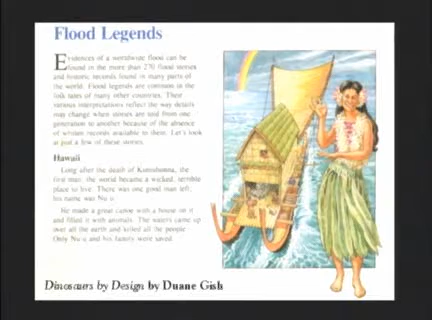 Flood Legends
Evidences of a worldwide flood can be
found in the more than 270 flood stories
and historic records found in many parts of
the world. Flood legends are common in the
folk tales of many other countries. These
various interpretations reflect the way details
may change when stories are told from one
generation to another because of the absence
of written records available to them. Let's look
at just a few of these stories.
Hawaii
Long after the death of Kumuhonna, the
first man, the world became a wicked, terrible
place to live. There was one good man left;
his name was Nu-u.
He made a great canoe with a house on it
and filled it with animals. The waters came up
over all the earth and killed all the people.
Only Nu-u and his family were saved.
Dinosaurs by Design by Duane Gish